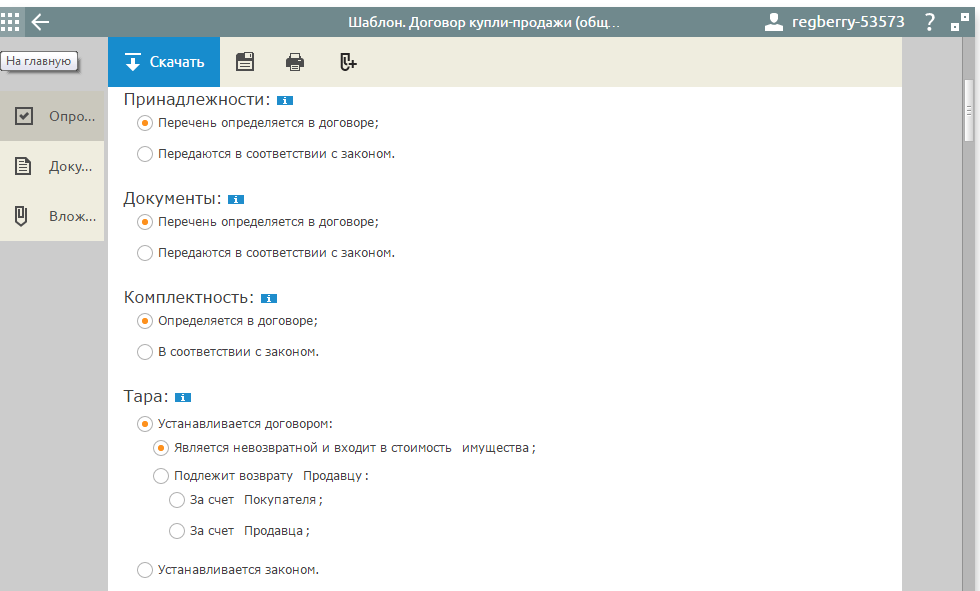 Шаблон. Договор купли-продажи (общ...
regberry-53573
?
На главную
Скачать
Опро...
Доку...
Влож...
Принадлежности:
Перечень определяется в договоре;
Передаются в соответствии с законом.
Документы:
Перечень определяется в договоре;
Передаются в соответствии с законом.
Комплектность:
Определяется в договоре;
В соответствии с законом.
Тара:
Устанавливается договором:
Является невозвратной и входит в стоимость имущества;
Подлежит возврату Продавцу:
За счет Покупателя;
За счет Продавца;
Устанавливается законом.